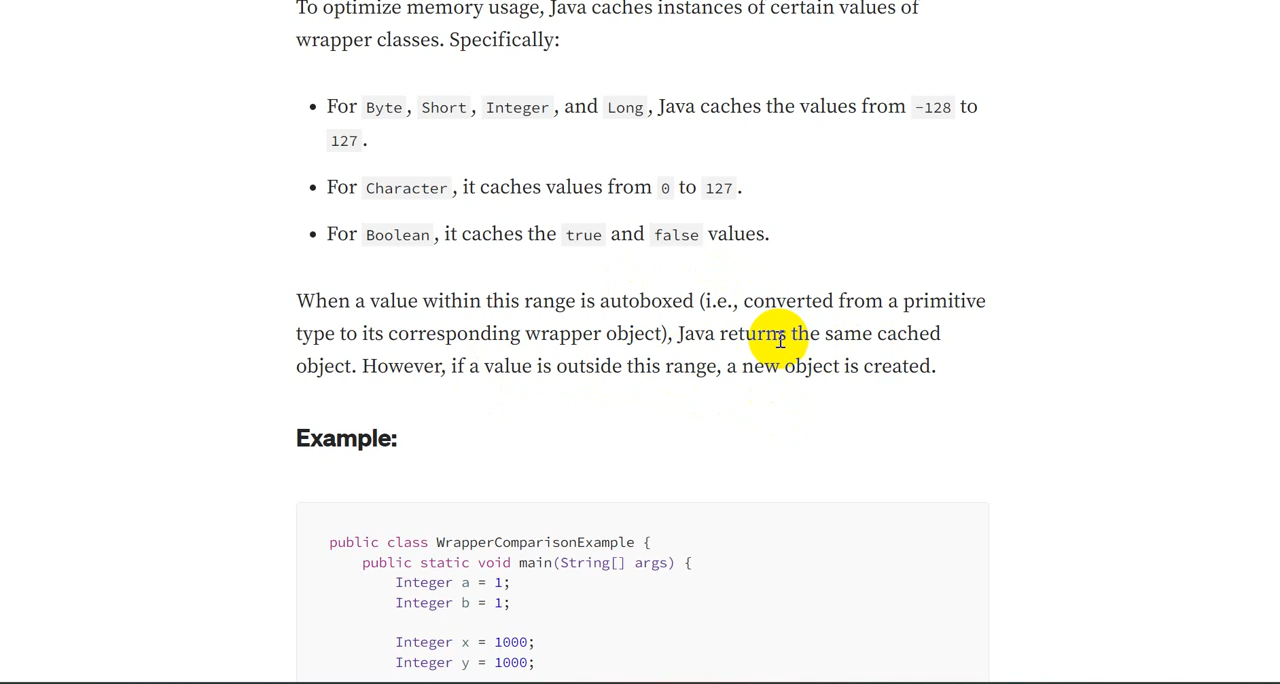 To optimize memory usage, Java caches instances of certain values of
wrapper classes. Specifically:
• For Byte, Short, Integer, and Long, Java caches the values from -128 to
127.
• For Character, it caches values from 0 to 127.
• For Boolean, it caches the true and false values.
When a value within this range is autoboxed (i.e., converted from a primitive
type to its corresponding wrapper object), Java returns the same cached
object. However, if a value is outside this range, a new object is created.
Example:
public class WrapperComparisonExample {
    public static void main(String[] args) {
        Integer a = 1;
        Integer b = 1;
        Integer x = 1000;
        Integer y = 1000;